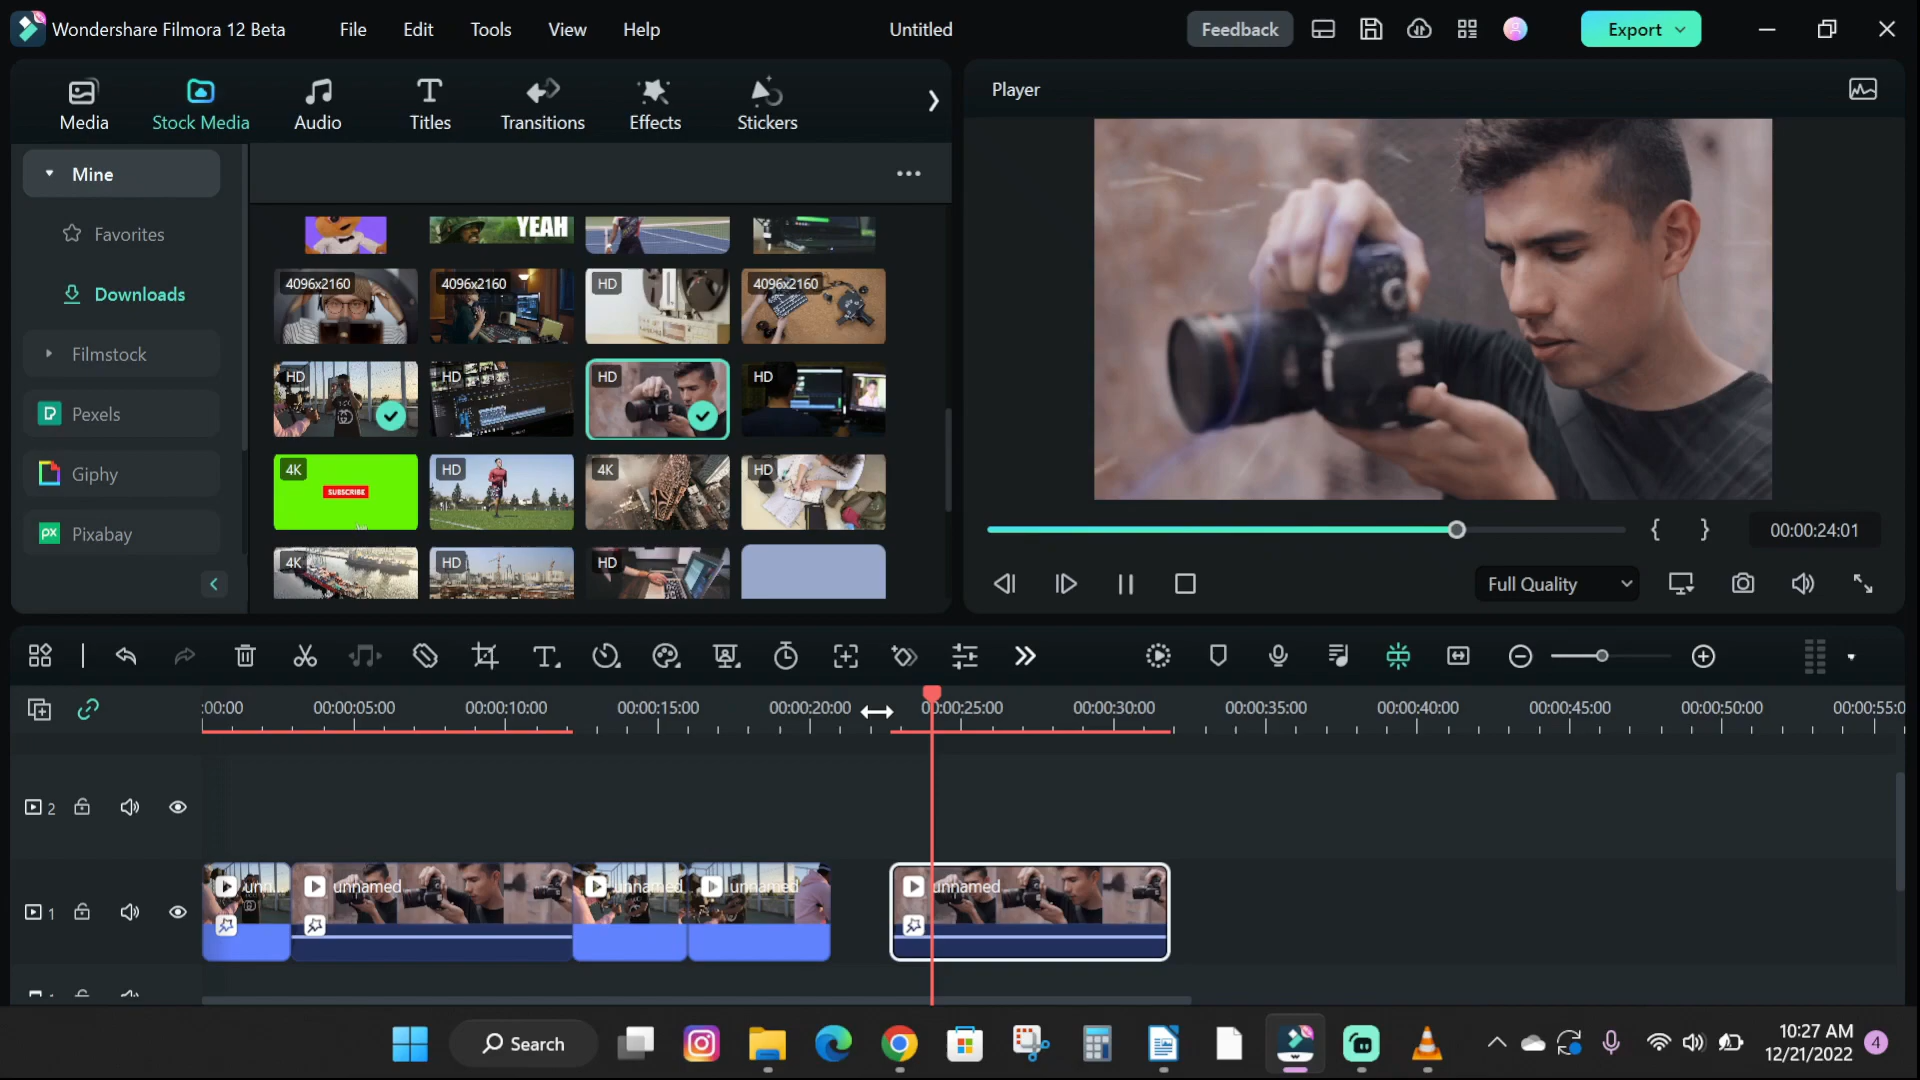 Wondershare Filmora 12 Beta
File Edit Tools View Help
Untitled
Feedback
Export
Media
Stock Media
Audio
Titles
Transitions
Effects
Stickers
Player
Mine
Favorites
Downloads
Filmstock
Pexels
Giphy
Pixabay
YEAH
4096x2160
4096x2160
HD
4096x2160
HD
HD
HD
HD
4K
SUBSCRIBE
HD
4K
HD
4K
HD
HD
00:00:24:01
Full Quality
:00:00 00:00:05:00 00:00:10:00 00:00:15:00 00:00:20:00 00:00:25:00 00:00:30:00 00:00:35:00 00:00:40:00 00:00:45:00 00:00:50:00 00:00:55:0
2
1
unn...
unnamed
unnamed
unnamed
unnamed
Search
10:27 AM
12/21/2022
4